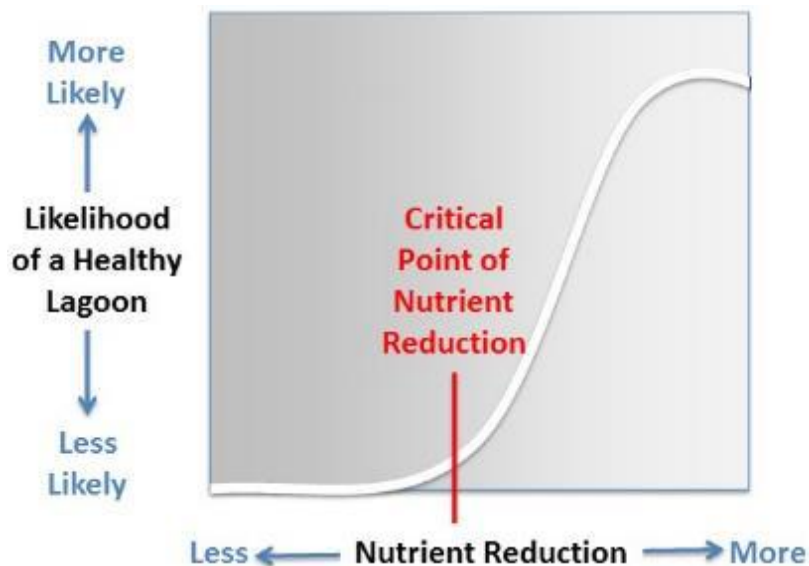 More
Likely
Likelihood
of a Healthy
Lagoon
Less
Likely
Critical
Point of
Nutrient
Reduction
Less
Nutrient Reduction
More